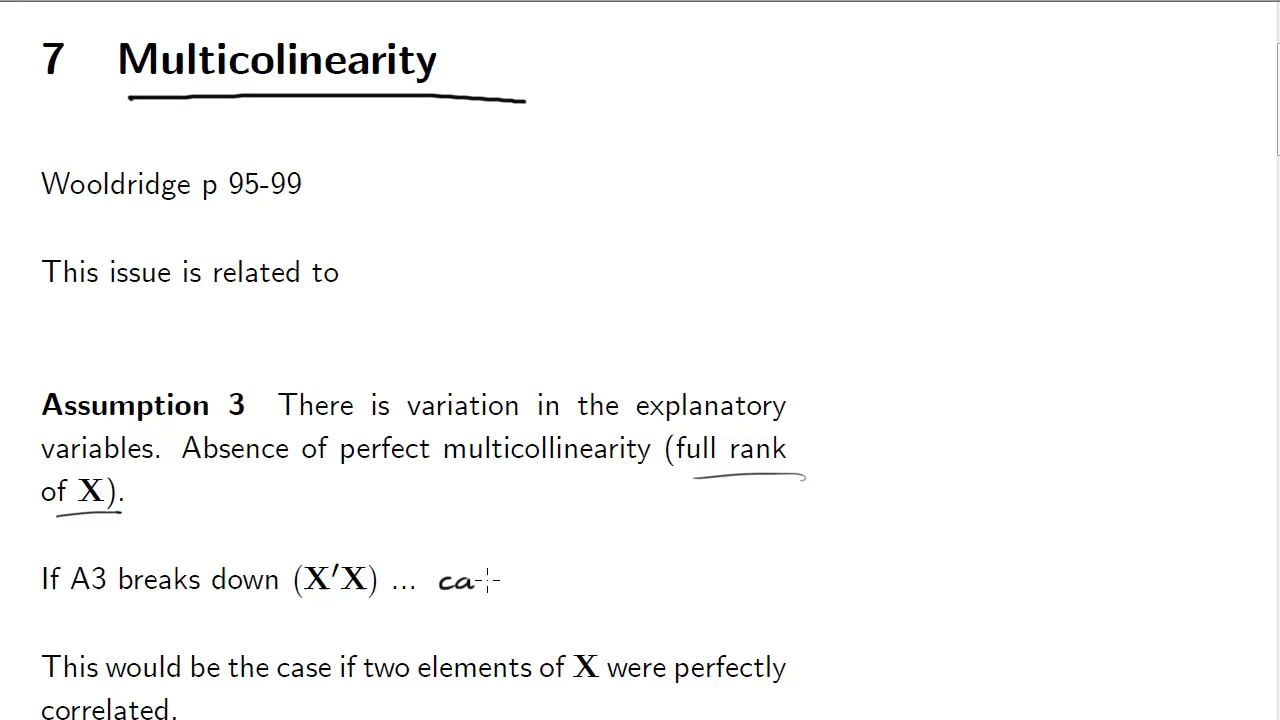 7 Multicolinearity
Wooldridge p 95-99
This issue is related to
Assumption 3 There is variation in the explanatory
variables. Absence of perfect multicollinearity (full rank
of X).
If A3 breaks down (X′X) ... ca
This would be the case if two elements of X were perfectly
correlated.